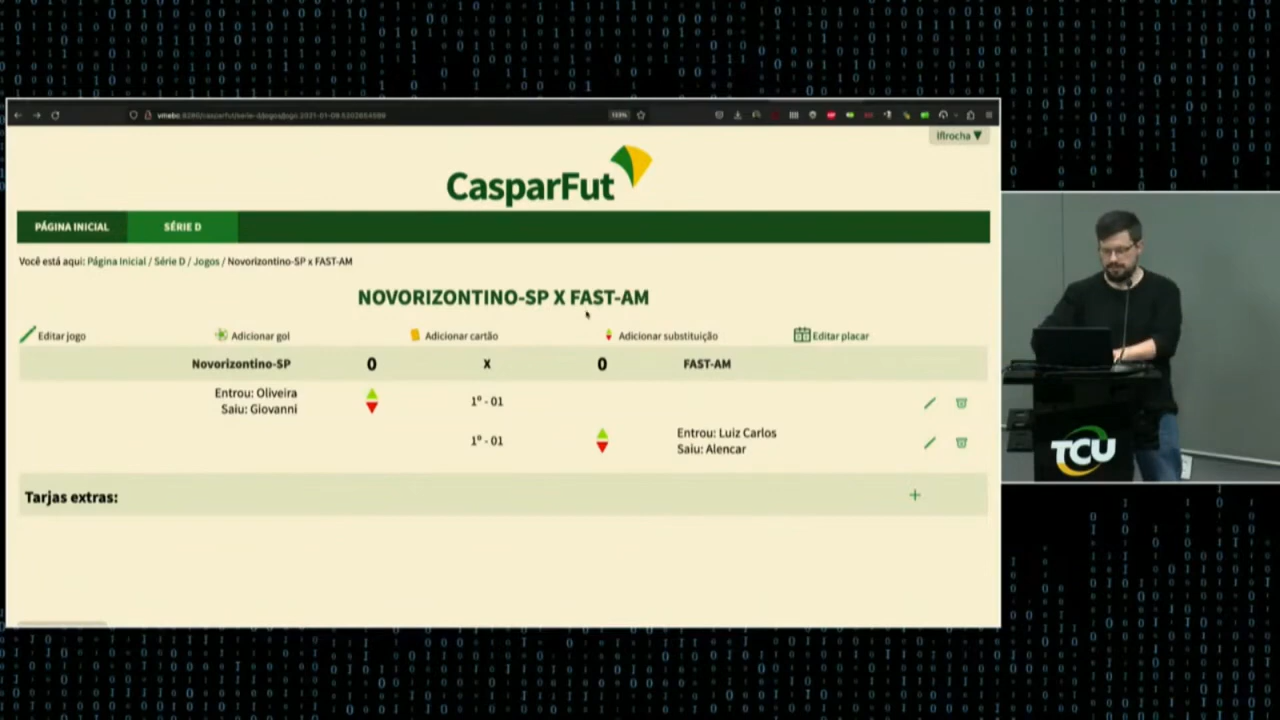 lflrocha ▼
CasparFut
PÁGINA INICIAL SÉRIE D
Você está aqui: Página Inicial / Série D / Jogos / Novorizontino-SP x FAST-AM
NOVORIZONTINO-SP X FAST-AM
Editar jogo Adicionar gol Adicionar cartão Adicionar substituição Editar placar
Novorizontino-SP 0 X 0 FAST-AM
Entrou: Oliveira
Saiu: Giovanni
1º - 01
1º - 01
Entrou: Luiz Carlos
Saiu: Alencar
Tarjas extras: +
TCU